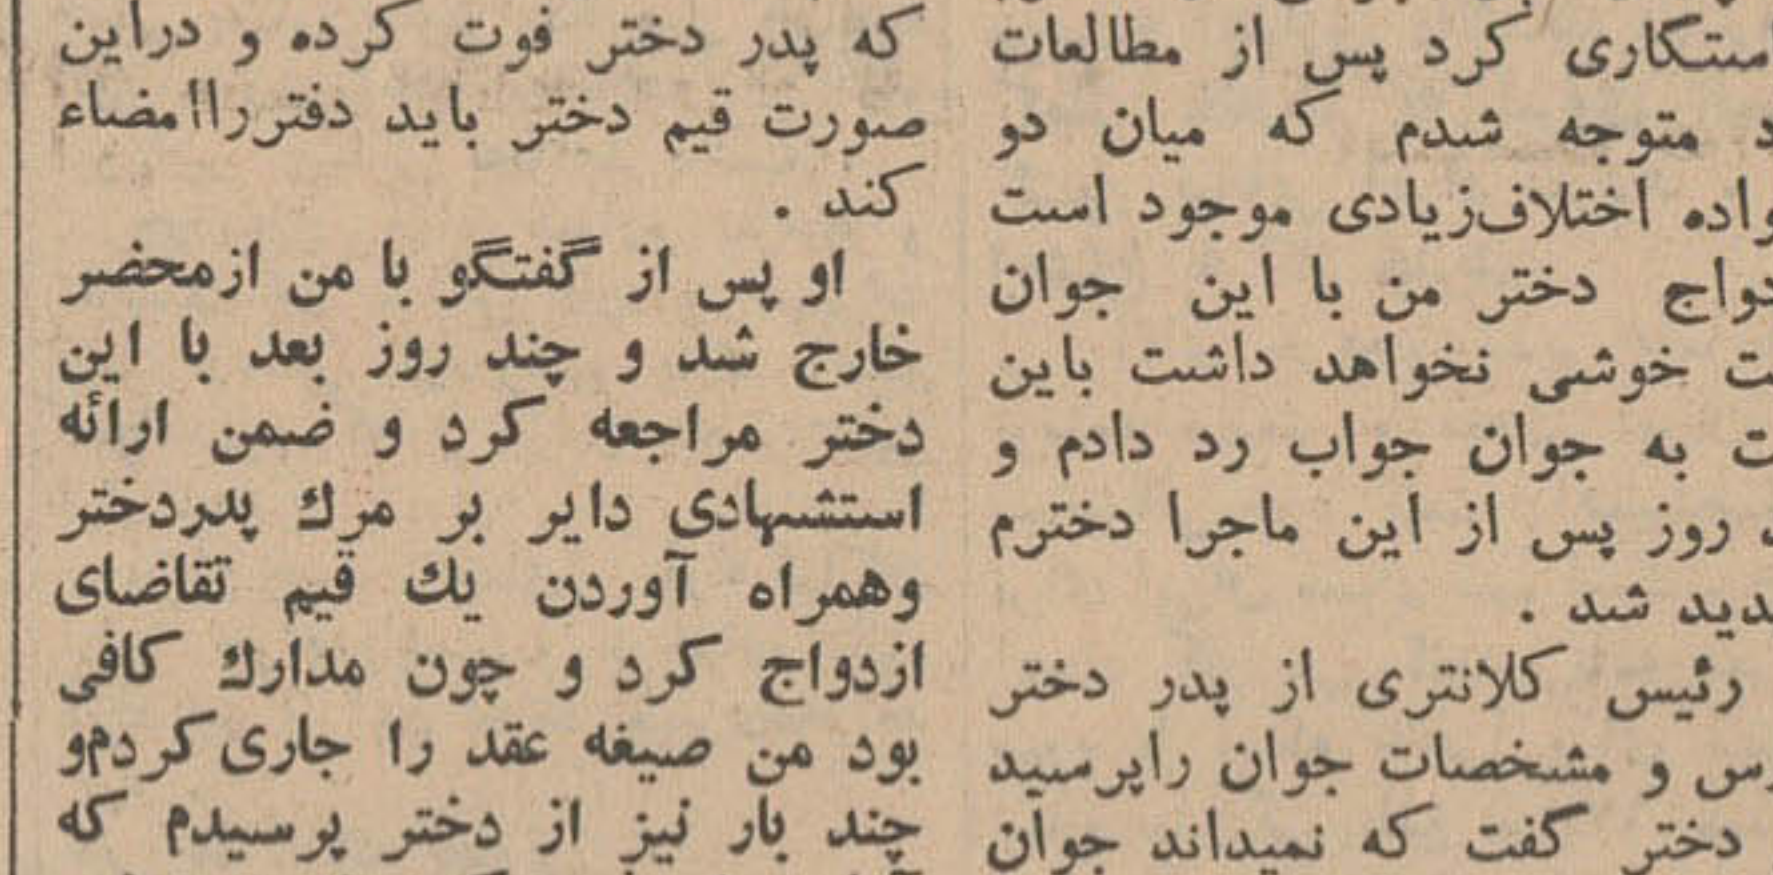 کرد پس از مطالعات
متوجه شدم که میان دو
اختلاف‌زیادی موجود است
دختر من با این جوان
خوشی نخواهد داشت باین
به جوان جواب رد دادم و
روز پس از این ماجرا دخترم
شد .
رئیس کلانتری از پدر دختر
و مشخصات جوان راپرسید
دختر گفت که نمیداند جوان
که پدر دختر فوت کرده و دراین
صورت قیم دختر باید دفترراامضاء
کند .
او پس از گفتگو با من ازمحضر
خارج شد و چند روز بعد با این
دختر مراجعه کرد و ضمن ارائه
استشهادی دایر بر مرك پدردختر
وهمراه آوردن یك قیم تقاضای
ازدواج کرد و چون مدارك کافی
بود من صیغه عقد را جاری‌کردم‌و
چند بار نیز از دختر پرسیدم که